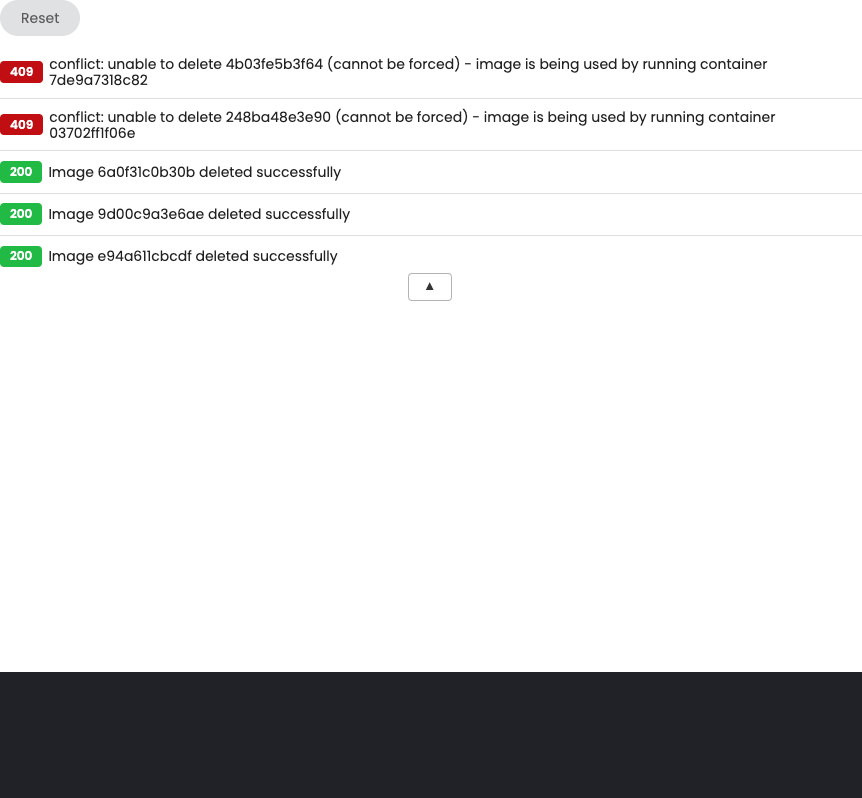 Reset
409
conflict: unable to delete 4b03fe5b3f64 (cannot be forced) - image is being used by running container
7de9a7318c82
409
conflict: unable to delete 248ba48e3e90 (cannot be forced) - image is being used by running container
03702ff1f06e
200 Image 6a0f31c0b30b deleted successfully
200 Image 9d00c9a3e6ae deleted successfully
200 Image e94a611cbcdf deleted successfully
▲